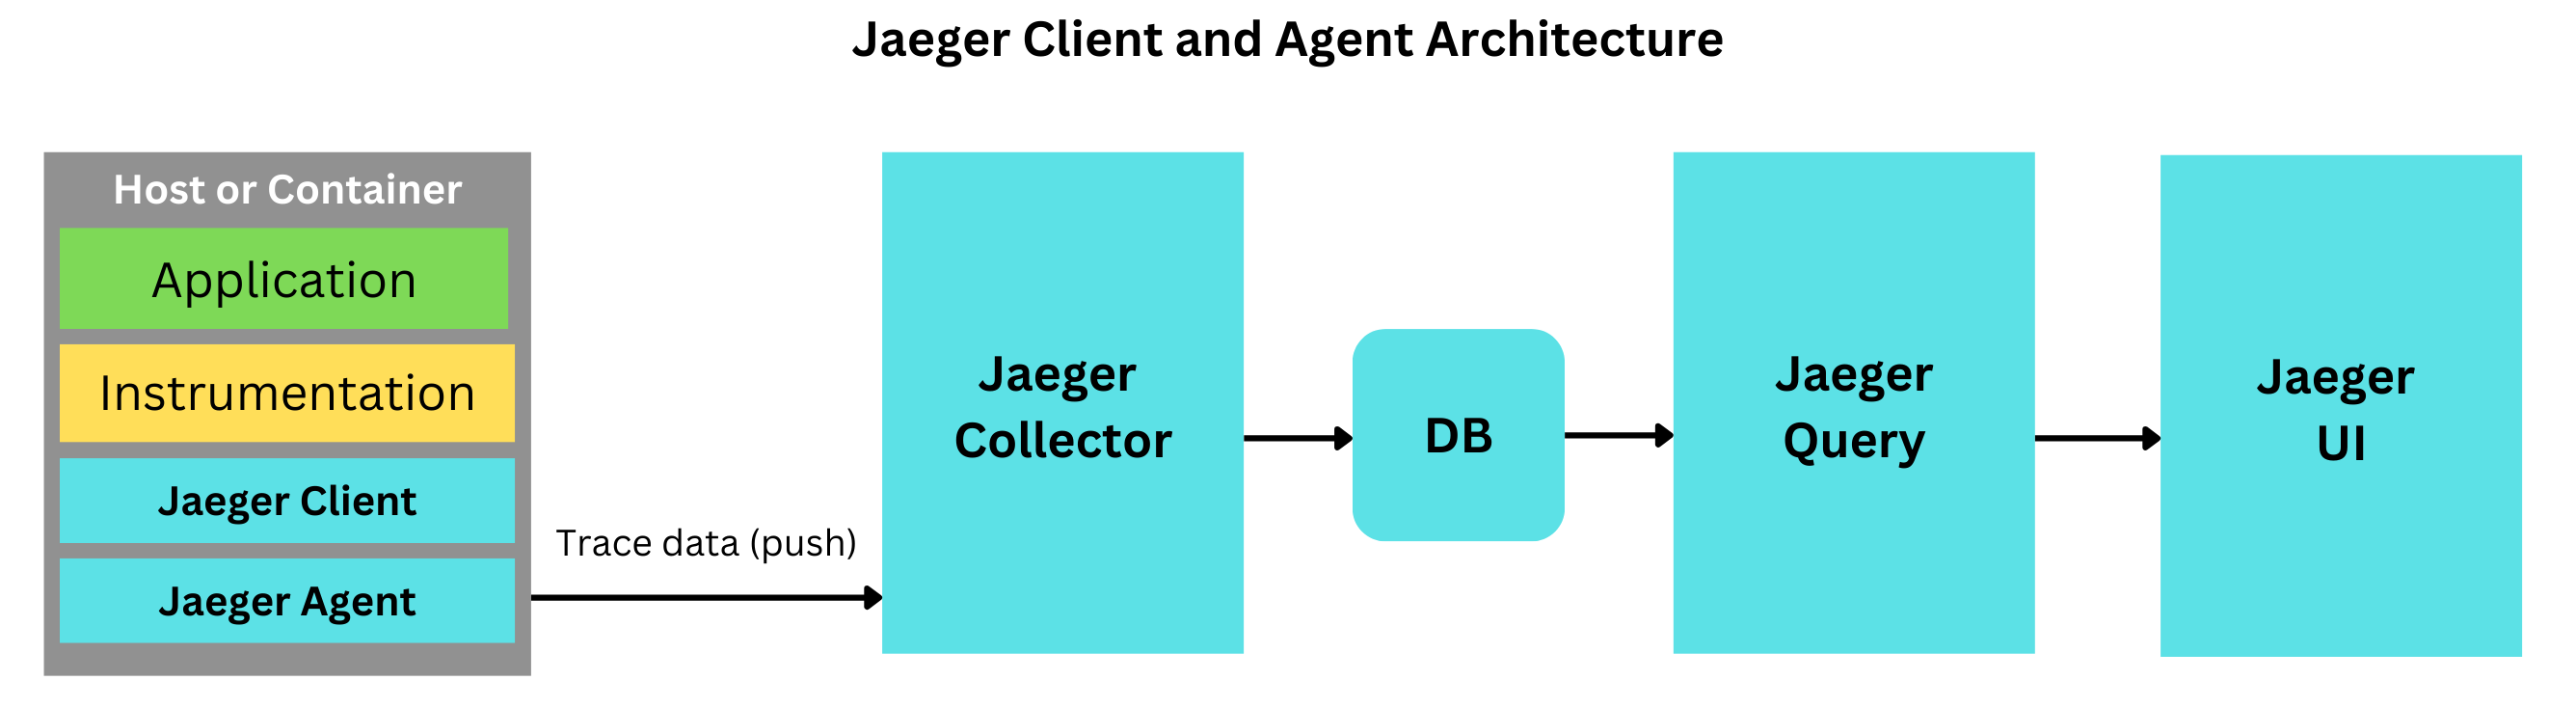 Jaeger Client and Agent Architecture
Host or Container
Application
Instrumentation
Jaeger Client
Jaeger Agent
Trace data (push)
Jaeger
Collector
DB
Jaeger
Query
Jaeger
UI